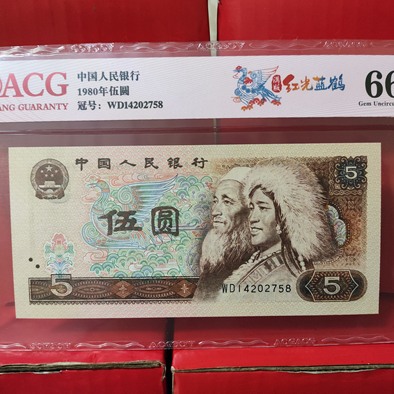 ACG
ANG GUARANTY
中国人民银行
1980年伍圆
冠号：WD14202758
红光蓝鹤
66
Gem Uncircu
中国人民银行
5
伍圆
WD14202758
5
5